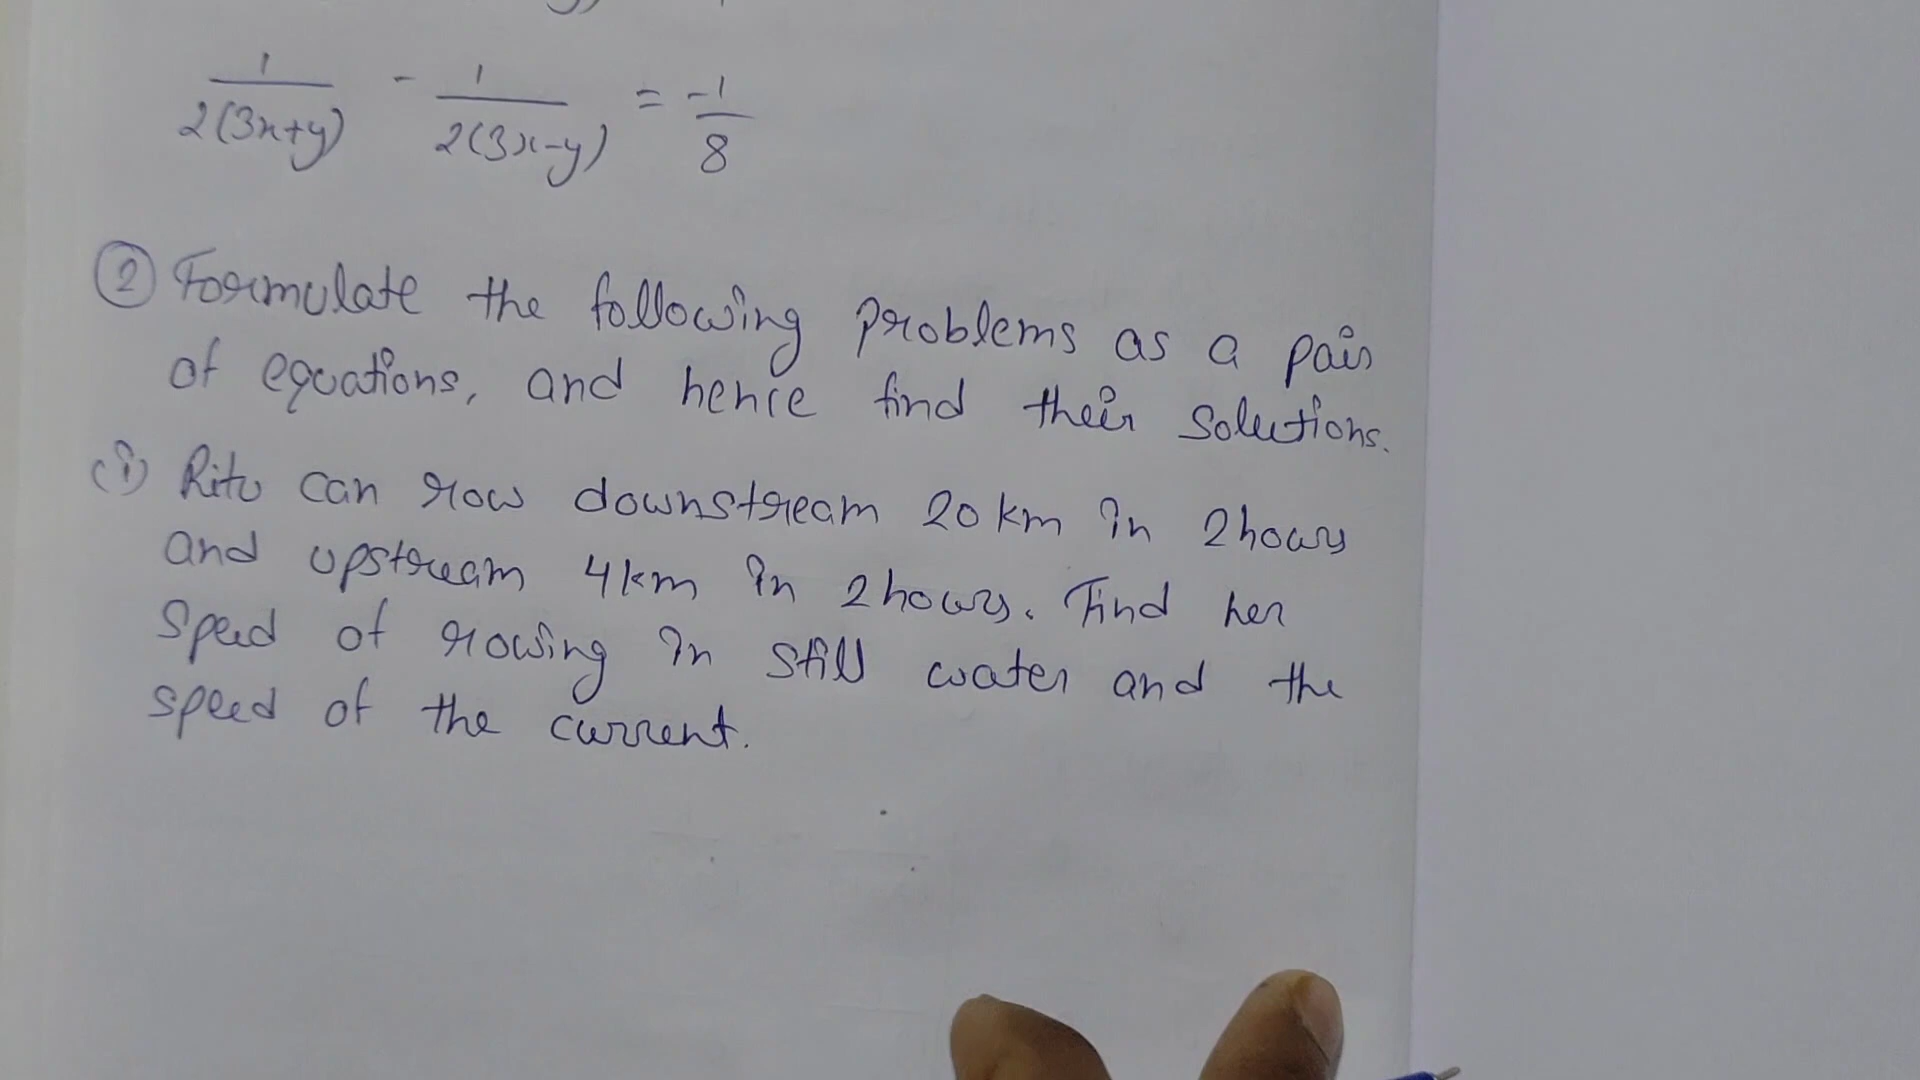 1/2(3x+y) - 1/2(3x-y) = -1/8
② Formulate the following problems as a pair
of equations, and hence find their solutions.
(i) Ritu can row downstream 20 km in 2 hours
and upstream 4 km in 2 hours. Find her
speed of rowing in still water and the
speed of the current.